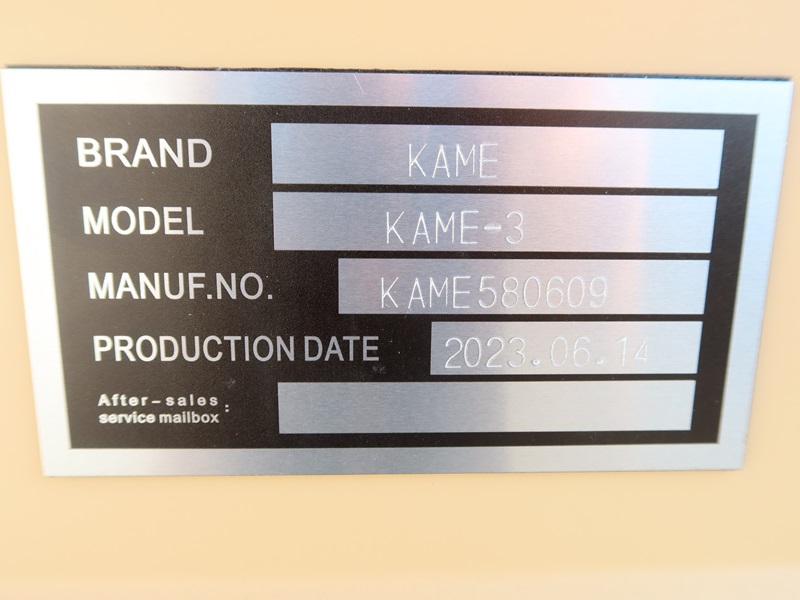 BRAND KAME
MODEL KAME-3
MANUF.NO. KAME580609
PRODUCTION DATE 2023.06.14
After-sales
service mailbox :